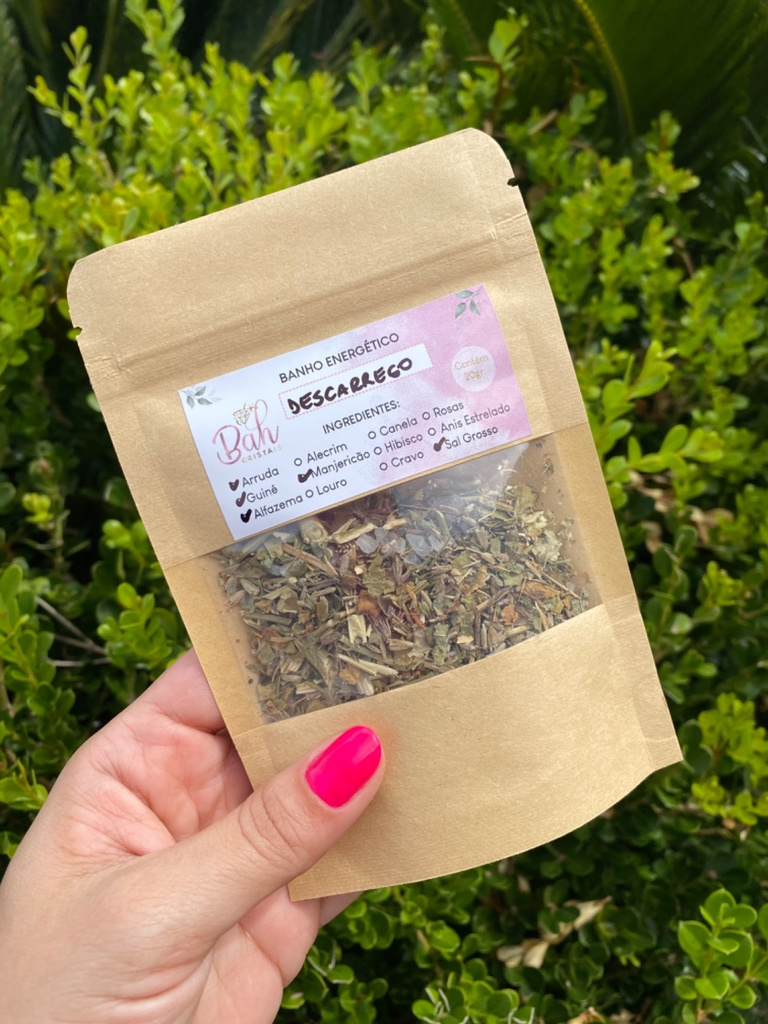 BANHO ENERGÉTICO
DESCARREGO
Contém
20gr.
Bah
CRISTAIS
INGREDIENTES:
Arruda
Guiné
Alfazema
Alecrim
Manjericão
Louro
Canela
Hibisco
Cravo
Rosas
Anis Estrelado
Sal Grosso